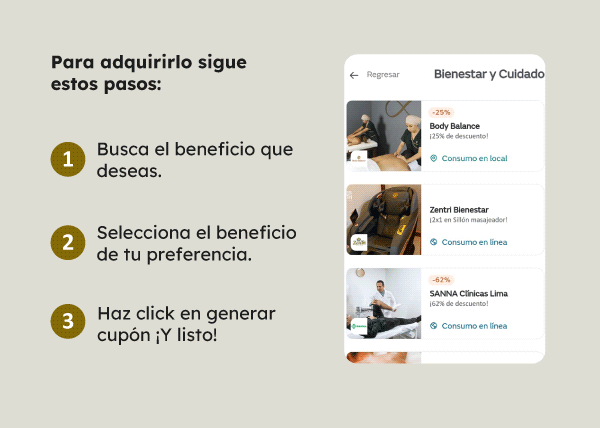 Para adquirirlo sigue
estos pasos:
1
Busca el beneficio que
deseas.
2
Selecciona el beneficio
de tu preferencia.
3
Haz click en generar
cupón ¡Y listo!
← Regresar
Bienestar y Cuidado
-25%
Body Balance
¡25% de descuento!
Consumo en local
Zentri Bienestar
¡2x1 en Sillón masajeador!
Consumo en línea
-62%
SANNA Clínicas Lima
¡62% de descuento!
Consumo en línea